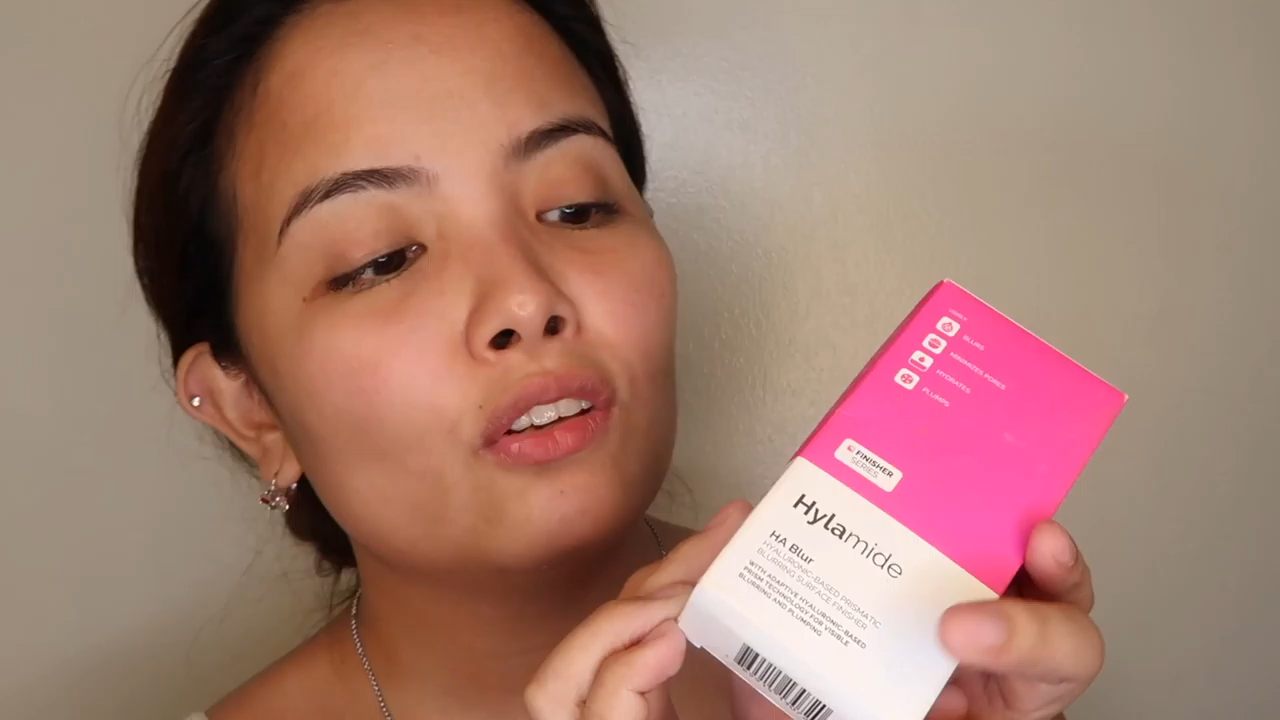 VISIBLY
BLURS
MINIMIZES PORES
HYDRATES
PLUMPS
FINISHER
SERIES
Hylamide
HA Blur
HYALURONIC-BASED PRISMATIC
BLURRING SURFACE FINISHER
WITH ADAPTIVE HYALURONIC-BASED
PRISM TECHNOLOGY FOR VISIBLE
BLURRING AND PLUMPING